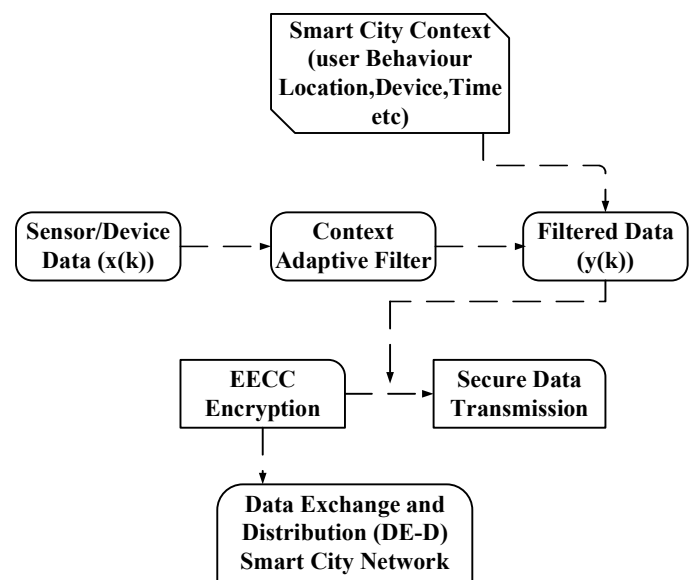 Smart City Context
(user Behaviour
Location,Device,Time
etc)
Sensor/Device
Data (x(k))
Context
Adaptive Filter
Filtered Data
(y(k))
EECC
Encryption
Secure Data
Transmission
Data Exchange and
Distribution (DE-D)
Smart City Network